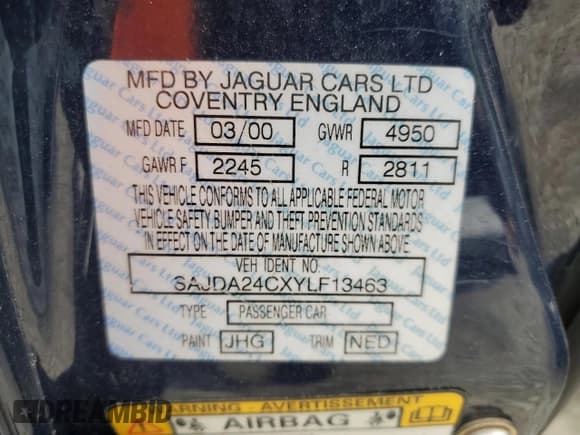 MFD BY JAGUAR CARS LTD
COVENTRY ENGLAND
MFD DATE 03/00 GVWR 4950
GAWR F 2245 R 2811
THIS VEHICLE CONFORMS TO ALL APPLICABLE FEDERAL MOTOR
VEHICLE SAFETY BUMPER AND THEFT PREVENTION STANDARDS
IN EFFECT ON THE DATE OF MANUFACTURE SHOWN ABOVE
VEH IDENT NO.
SAJDA24CXYLF13463
TYPE PASSENGER CAR
PAINT JHG TRIM NED
WARNING AVERTISSEMENT
AIRBAG
DREAMBID